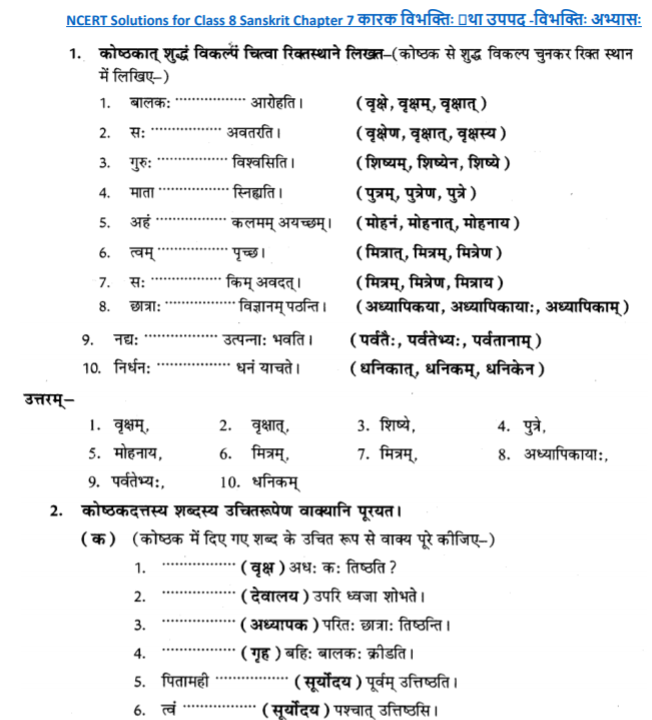 NCERT Solutions for Class 8 Sanskrit Chapter 7 कारक विभक्तिः था उपपद -विभक्तिः अभ्यासः
1. कोष्ठकात् शुद्धं विकल्पं चित्वा रिक्तस्थाने लिखत–(कोष्ठक से शुद्ध विकल्प चुनकर रिक्त स्थान
में लिखिए–)
1. बालकः ················· आरोहति। (वृक्षे, वृक्षम्, वृक्षात्)
2. सः ················· अवतरति। (वृक्षेण, वृक्षात्, वृक्षस्य)
3. गुरुः ················· विश्वसिति। (शिष्यम्, शिष्येन, शिष्ये)
4. माता ················· स्निह्यति। (पुत्रम्, पुत्रेण, पुत्रे)
5. अहं ················· कलमम् अयच्छम्। (मोहनं, मोहनात्, मोहनाय)
6. त्वम् ················· पृच्छ। (मित्रात्, मित्रम्, मित्रेण)
7. सः ················· किम् अवदत्। (मित्रम्, मित्रेण, मित्राय)
8. छात्राः ················· विज्ञानम् पठन्ति। (अध्यापिकया, अध्यापिकायाः, अध्यापिकाम्)
9. नद्यः ················· उत्पन्नाः भवति। (पर्वतैः, पर्वतेभ्यः, पर्वतानाम्)
10. निर्धनः ················· धनं याचते। (धनिकात्, धनिकम्, धनिकेन)
उत्तरम्–
1. वृक्षम्, 2. वृक्षात्, 3. शिष्ये, 4. पुत्रे,
5. मोहनाय, 6. मित्रम्, 7. मित्रम्, 8. अध्यापिकायाः,
9. पर्वतेभ्यः, 10. धनिकम्
2. कोष्ठकदत्तस्य शब्दस्य उचितरूपेण वाक्यानि पूरयत।
(क) (कोष्ठक में दिए गए शब्द के उचित रूप से वाक्य पूरे कीजिए–)
1. ················· (वृक्ष) अधः कः तिष्ठति?
2. ················· (देवालय) उपरि ध्वजा शोभते।
3. ················· (अध्यापक) परितः छात्राः तिष्ठन्ति।
4. ················· (गृह) बहिः बालकः क्रीडति।
5. पितामही ················· (सूर्योदय) पूर्वम् उत्तिष्ठति।
6. त्वं ················· (सूर्योदय) पश्चात् उत्तिष्ठसि।